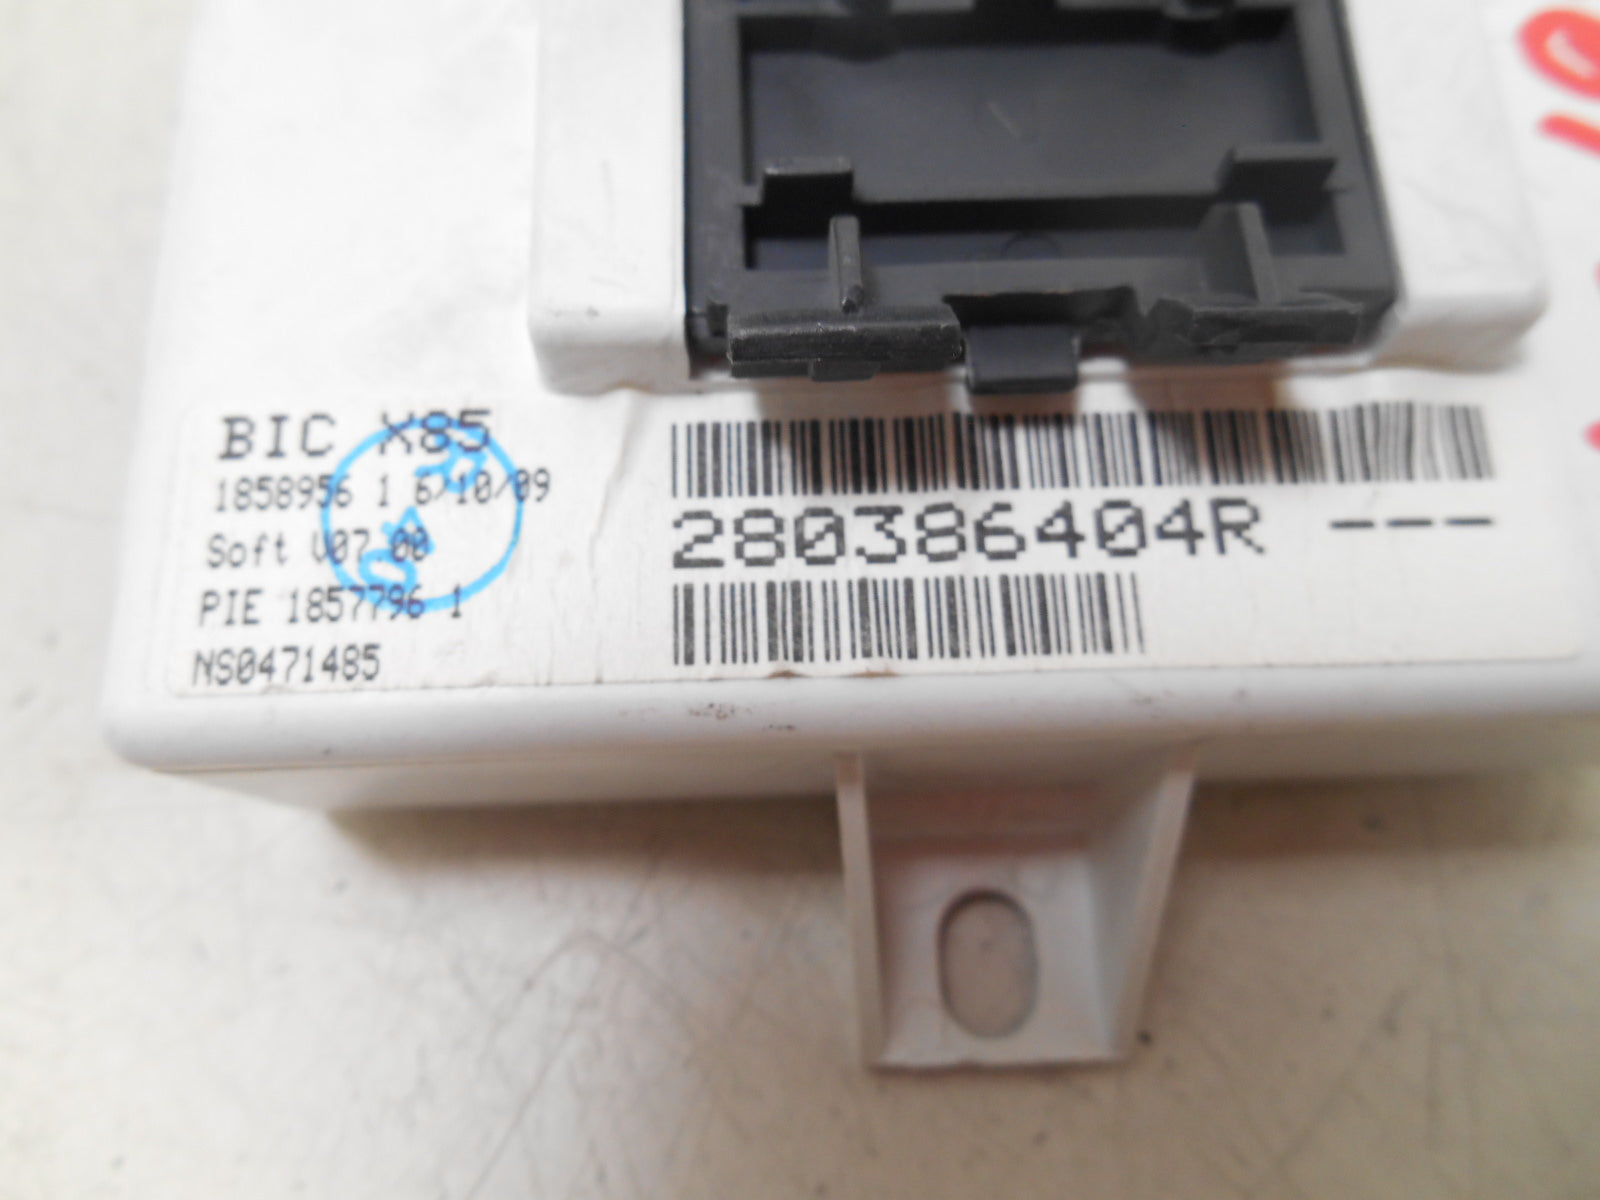 BIC X85
1858956 1 6/10/09
Soft V07 00
PIE 1857796 1
NS0471485
280386404R ---